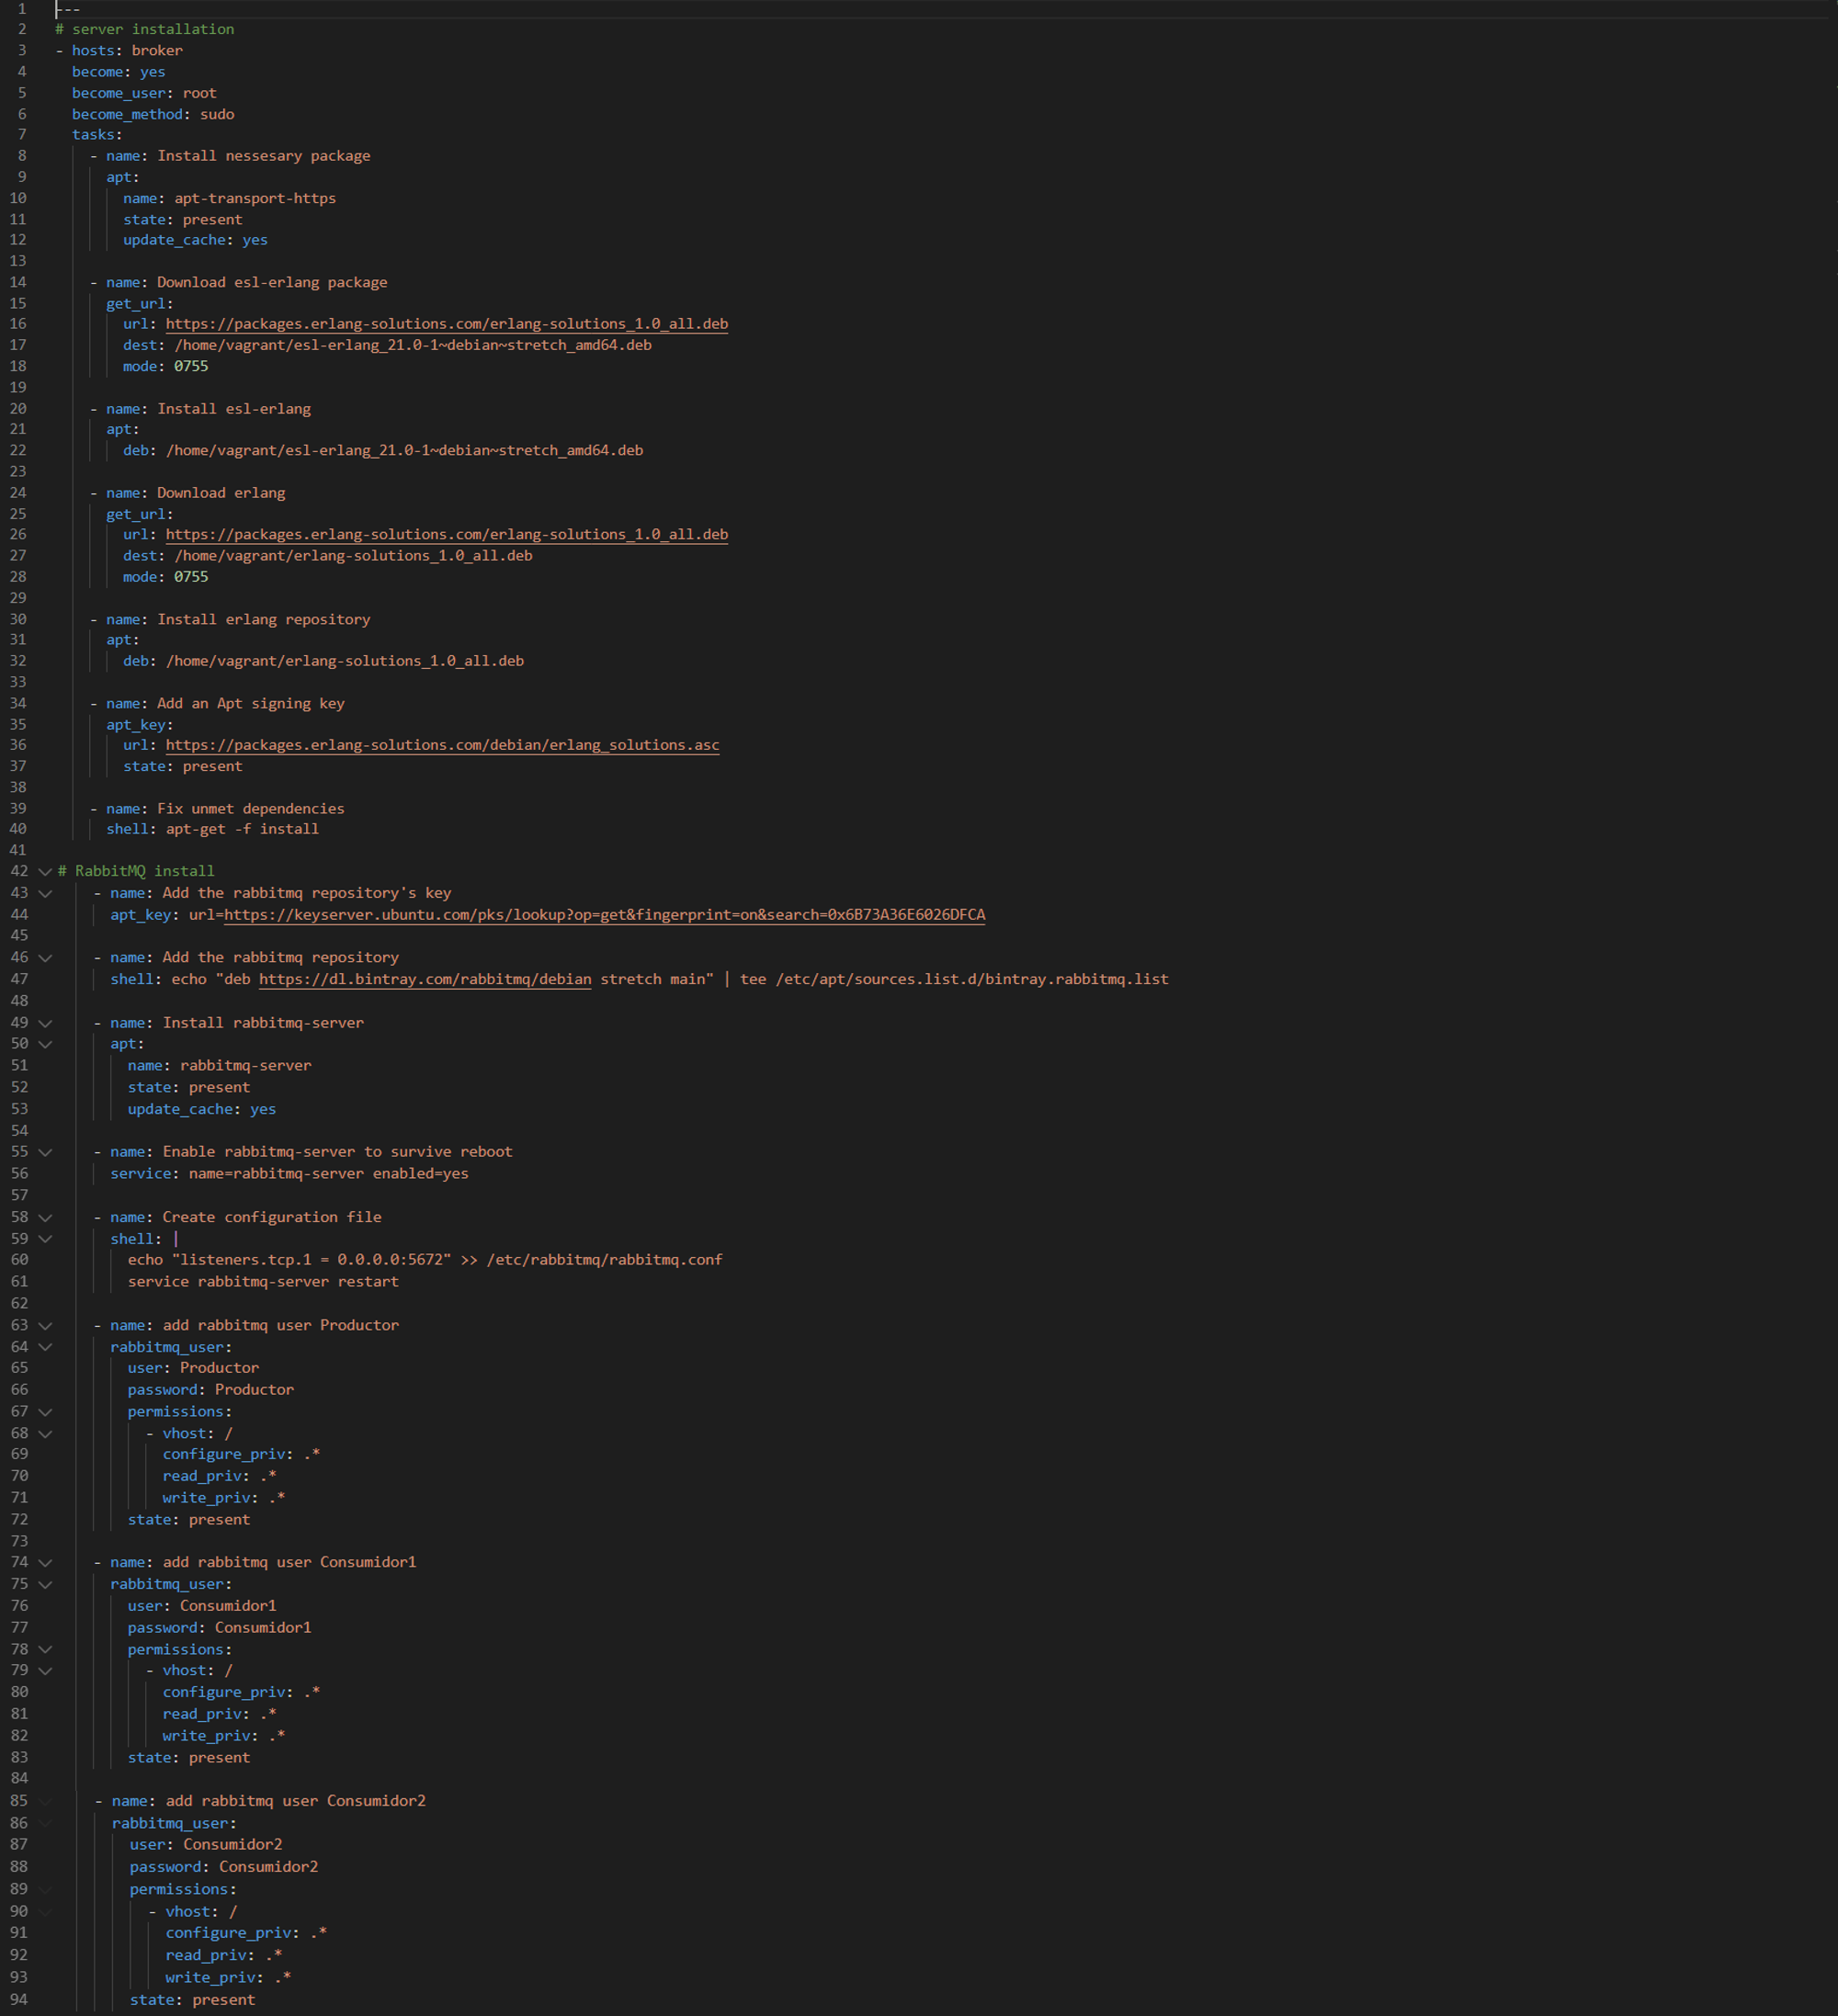 1 ---
2 # server installation
3 - hosts: broker
4   become: yes
5   become_user: root
6   become_method: sudo
7   tasks:
8     - name: Install nessesary package
9       apt:
10         name: apt-transport-https
11         state: present
12         update_cache: yes
13
14     - name: Download esl-erlang package
15       get_url:
16         url: https://packages.erlang-solutions.com/erlang-solutions_1.0_all.deb
17         dest: /home/vagrant/esl-erlang_21.0-1~debian~stretch_amd64.deb
18         mode: 0755
19
20     - name: Install esl-erlang
21       apt:
22         deb: /home/vagrant/esl-erlang_21.0-1~debian~stretch_amd64.deb
23
24     - name: Download erlang
25       get_url:
26         url: https://packages.erlang-solutions.com/erlang-solutions_1.0_all.deb
27         dest: /home/vagrant/erlang-solutions_1.0_all.deb
28         mode: 0755
29
30     - name: Install erlang repository
31       apt:
32         deb: /home/vagrant/erlang-solutions_1.0_all.deb
33
34     - name: Add an Apt signing key
35       apt_key:
36         url: https://packages.erlang-solutions.com/debian/erlang_solutions.asc
37         state: present
38
39     - name: Fix unmet dependencies
40       shell: apt-get -f install
41
42 # RabbitMQ install
43     - name: Add the rabbitmq repository's key
44       apt_key: url=https://keyserver.ubuntu.com/pks/lookup?op=get&fingerprint=on&search=0x6B73A36E6026DFCA
45
46     - name: Add the rabbitmq repository
47       shell: echo "deb https://dl.bintray.com/rabbitmq/debian stretch main" | tee /etc/apt/sources.list.d/bintray.rabbitmq.list
48
49     - name: Install rabbitmq-server
50       apt:
51         name: rabbitmq-server
52         state: present
53         update_cache: yes
54
55     - name: Enable rabbitmq-server to survive reboot
56       service: name=rabbitmq-server enabled=yes
57
58     - name: Create configuration file
59       shell: |
60         echo "listeners.tcp.1 = 0.0.0.0:5672" >> /etc/rabbitmq/rabbitmq.conf
61         service rabbitmq-server restart
62
63     - name: add rabbitmq user Productor
64       rabbitmq_user:
65         user: Productor
66         password: Productor
67         permissions:
68           - vhost: /
69             configure_priv: .*
70             read_priv: .*
71             write_priv: .*
72         state: present
73
74     - name: add rabbitmq user Consumidor1
75       rabbitmq_user:
76         user: Consumidor1
77         password: Consumidor1
78         permissions:
79           - vhost: /
80             configure_priv: .*
81             read_priv: .*
82             write_priv: .*
83         state: present
84
85     - name: add rabbitmq user Consumidor2
86       rabbitmq_user:
87         user: Consumidor2
88         password: Consumidor2
89         permissions:
90           - vhost: /
91             configure_priv: .*
92             read_priv: .*
93             write_priv: .*
94         state: present